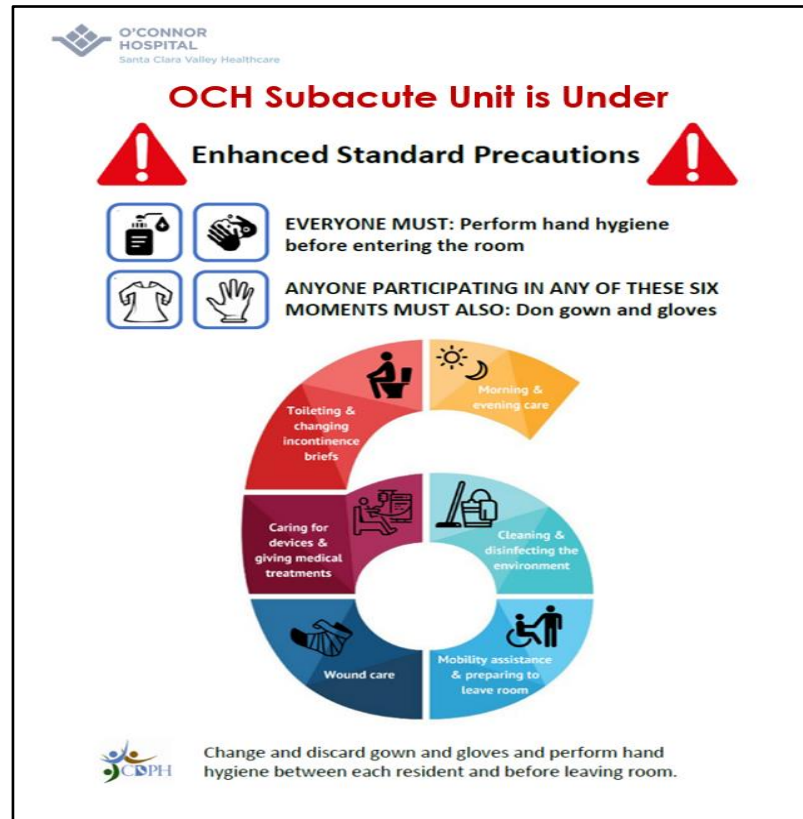 O'CONNOR
HOSPITAL
Santa Clara Valley Healthcare
OCH Subacute Unit is Under
Enhanced Standard Precautions
EVERYONE MUST: Perform hand hygiene
before entering the room
ANYONE PARTICIPATING IN ANY OF THESE SIX
MOMENTS MUST ALSO: Don gown and gloves
Morning &
evening care
Toileting &
changing
incontinence
briefs
Caring for
devices &
giving medical
treatments
Cleaning &
disinfecting the
environment
Wound care
Mobility assistance
& preparing to
leave room
CDPH
Change and discard gown and gloves and perform hand
hygiene between each resident and before leaving room.